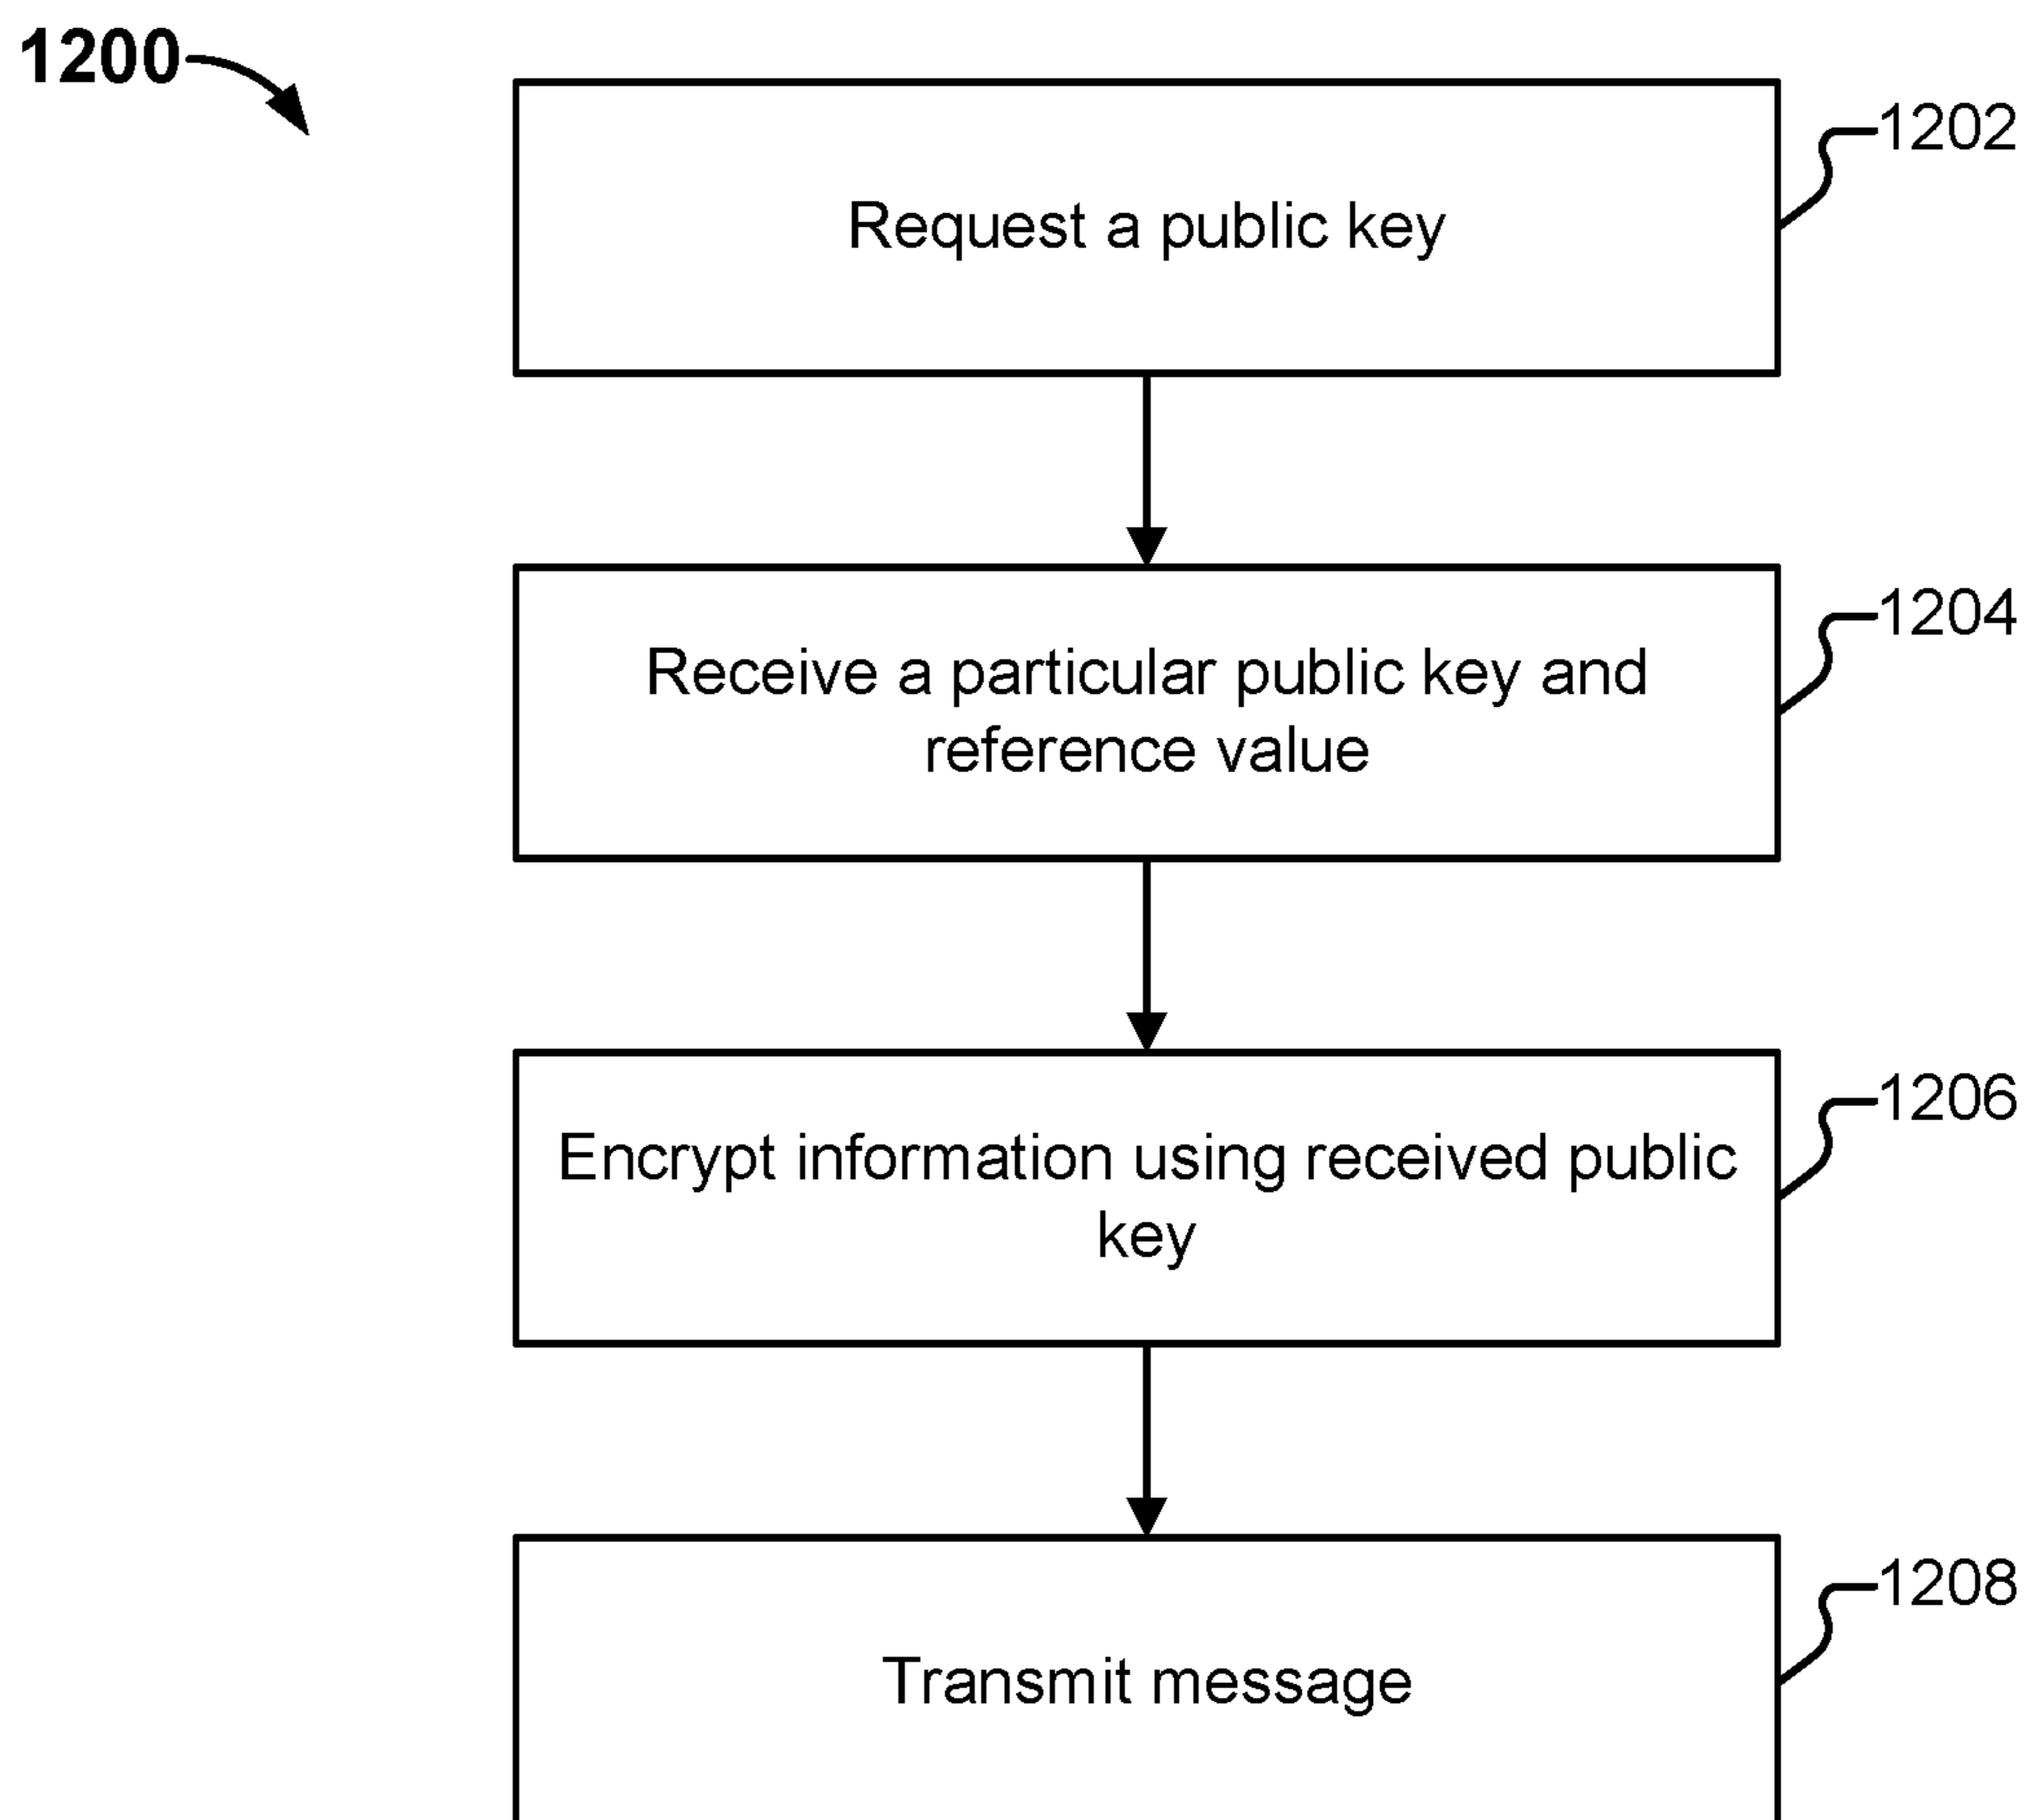 1200
1202
Request a public key
1204
Receive a particular public key and
reference value
1206
Encrypt information using received public
key
1208
Transmit message